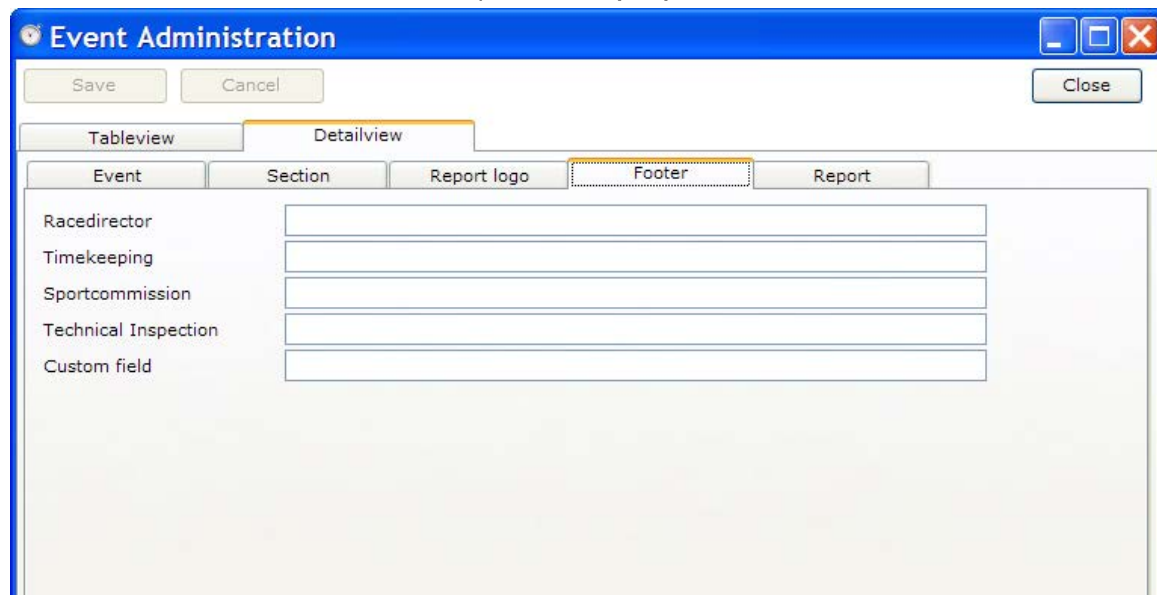 Event Administration
Save Cancel Close
Tableview Detailview
Event Section Report logo Footer Report
Racedirector
Timekeeping
Sportcommission
Technical Inspection
Custom field